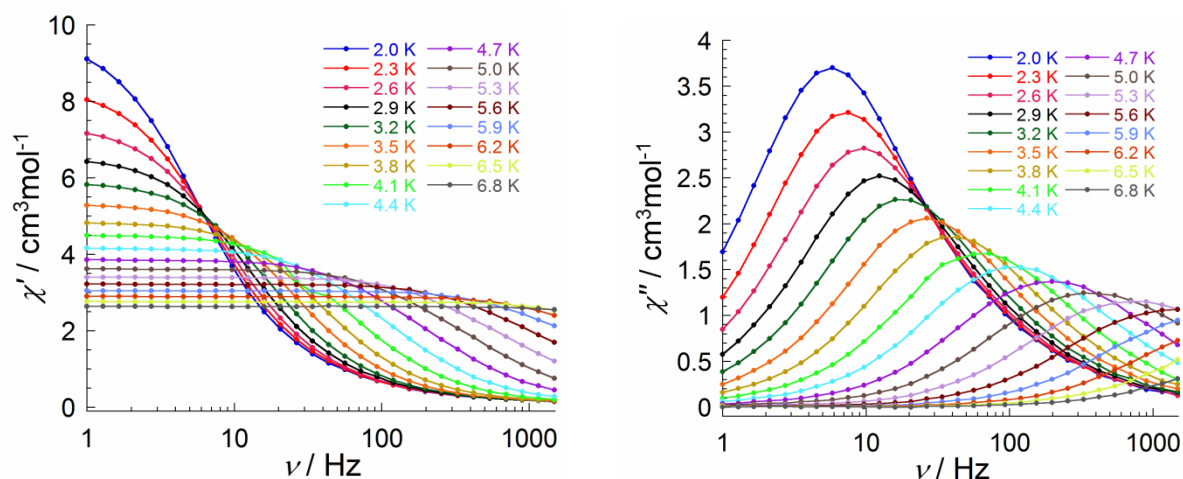 10
8
6
4
2
0
χ′ / cm³mol⁻¹
2.0 K 4.7 K
2.3 K 5.0 K
2.6 K 5.3 K
2.9 K 5.6 K
3.2 K 5.9 K
3.5 K 6.2 K
3.8 K 6.5 K
4.1 K 6.8 K
4.4 K
1 10 100 1000
ν / Hz
4
3.5
3
2.5
2
1.5
1
0.5
0
χ″ / cm³mol⁻¹
2.0 K 4.7 K
2.3 K 5.0 K
2.6 K 5.3 K
2.9 K 5.6 K
3.2 K 5.9 K
3.5 K 6.2 K
3.8 K 6.5 K
4.1 K 6.8 K
4.4 K
1 10 100 1000
ν / Hz